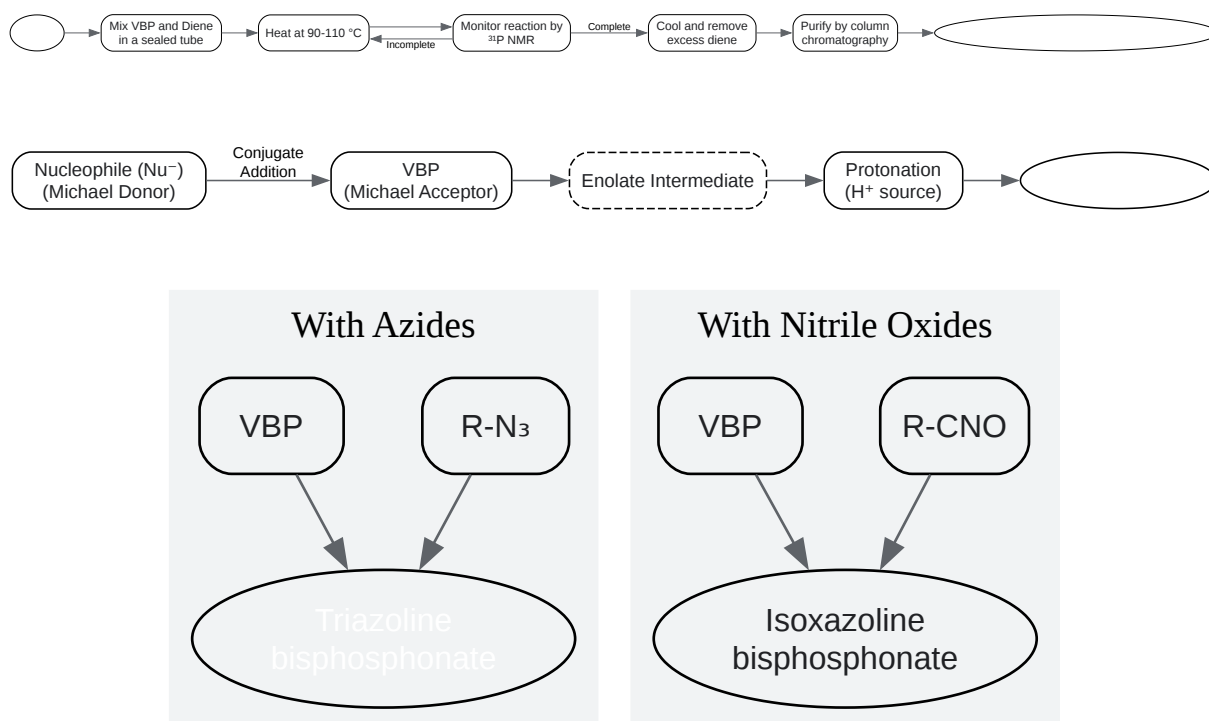 Mix VBP and Diene
in a sealed tube
Heat at 90-110 °C
Incomplete
Monitor reaction by
³¹P NMR
Complete
Cool and remove
excess diene
Purify by column
chromatography
Nucleophile (Nu⁻)
(Michael Donor)
Conjugate
Addition
VBP
(Michael Acceptor)
Enolate Intermediate
Protonation
(H⁺ source)
With Azides
VBP
R-N₃
Triazoline
bisphosphonate
With Nitrile Oxides
VBP
R-CNO
Isoxazoline
bisphosphonate